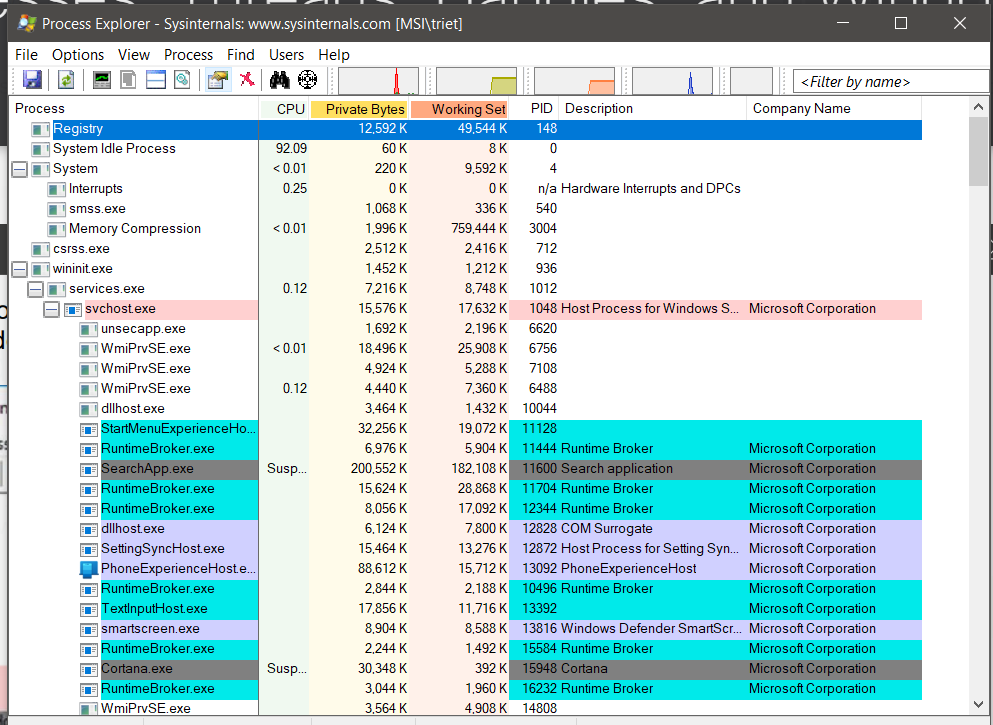 Process Explorer - Sysinternals: www.sysinternals.com [MSI\triet]
File Options View Process Find Users Help
<Filter by name>
Process CPU Private Bytes Working Set PID Description Company Name
Registry 12,592 K 49,544 K 148
System Idle Process 92.09 60 K 8 K 0
System < 0.01 220 K 9,592 K 4
Interrupts 0.25 0 K 0 K n/a Hardware Interrupts and DPCs
smss.exe 1,068 K 336 K 540
Memory Compression < 0.01 1,996 K 759,444 K 3004
csrss.exe 2,512 K 2,416 K 712
wininit.exe 1,452 K 1,212 K 936
services.exe 0.12 7,216 K 8,748 K 1012
svchost.exe 15,576 K 17,632 K 1048 Host Process for Windows S... Microsoft Corporation
unsecapp.exe 1,692 K 2,196 K 6620
WmiPrvSE.exe < 0.01 18,496 K 25,908 K 6756
WmiPrvSE.exe 4,924 K 5,288 K 7108
WmiPrvSE.exe 0.12 4,440 K 7,360 K 6488
dllhost.exe 3,464 K 1,432 K 10044
StartMenuExperienceHo... 32,256 K 19,072 K 11128
RuntimeBroker.exe 6,976 K 5,904 K 11444 Runtime Broker Microsoft Corporation
SearchApp.exe Susp... 200,552 K 182,108 K 11600 Search application Microsoft Corporation
RuntimeBroker.exe 15,624 K 28,868 K 11704 Runtime Broker Microsoft Corporation
RuntimeBroker.exe 8,056 K 17,092 K 12344 Runtime Broker Microsoft Corporation
dllhost.exe 6,124 K 7,800 K 12828 COM Surrogate Microsoft Corporation
SettingSyncHost.exe 15,464 K 13,276 K 12872 Host Process for Setting Syn... Microsoft Corporation
PhoneExperienceHost.e... 88,612 K 15,712 K 13092 PhoneExperienceHost Microsoft Corporation
RuntimeBroker.exe 2,844 K 2,188 K 10496 Runtime Broker Microsoft Corporation
TextInputHost.exe 17,856 K 11,716 K 13392 Microsoft Corporation
smartscreen.exe 8,904 K 8,588 K 13816 Windows Defender SmartScr... Microsoft Corporation
RuntimeBroker.exe 2,244 K 1,492 K 15584 Runtime Broker Microsoft Corporation
Cortana.exe Susp... 30,348 K 392 K 15948 Cortana Microsoft Corporation
RuntimeBroker.exe 3,044 K 1,960 K 16232 Runtime Broker Microsoft Corporation
WmiPrvSE.exe 3,564 K 4,908 K 14808